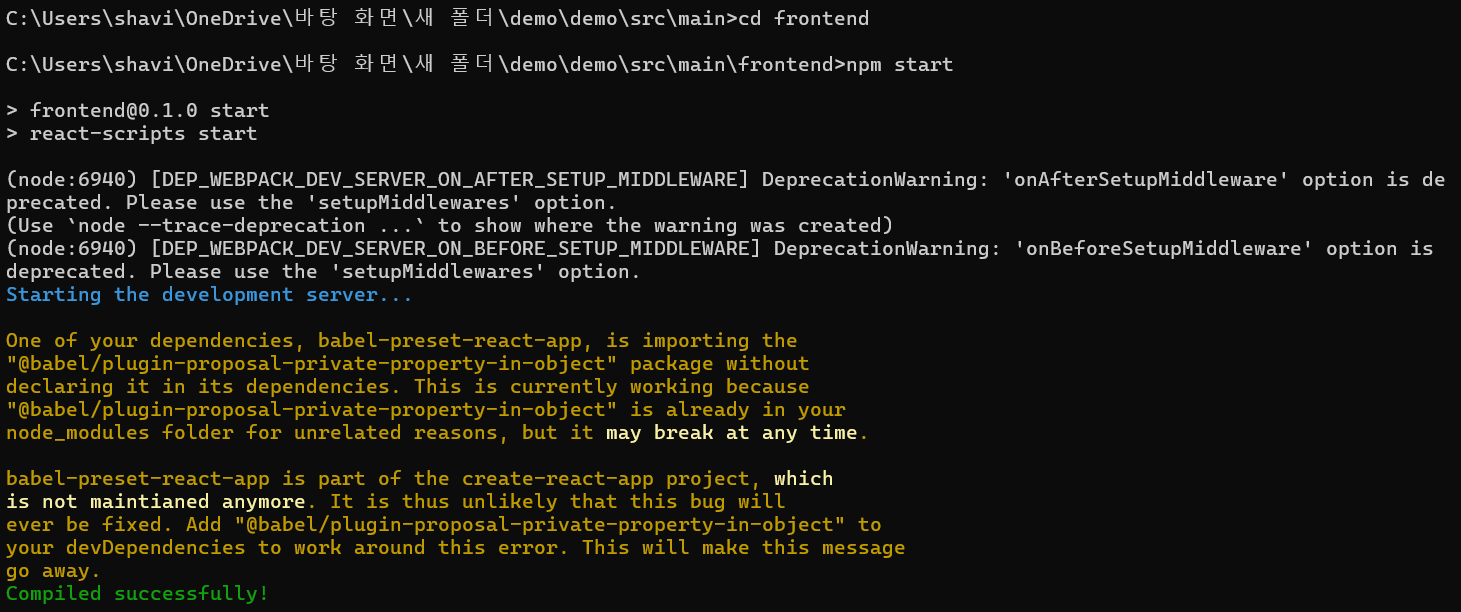 C:\Users\shavi\OneDrive\바탕 화면\새 폴더\demo\demo\src\main>cd frontend
C:\Users\shavi\OneDrive\바탕 화면\새 폴더\demo\demo\src\main\frontend>npm start
> frontend@0.1.0 start
> react-scripts start
(node:6940) [DEP_WEBPACK_DEV_SERVER_ON_AFTER_SETUP_MIDDLEWARE] DeprecationWarning: 'onAfterSetupMiddleware' option is de
precated. Please use the 'setupMiddlewares' option.
(Use `node --trace-deprecation ...` to show where the warning was created)
(node:6940) [DEP_WEBPACK_DEV_SERVER_ON_BEFORE_SETUP_MIDDLEWARE] DeprecationWarning: 'onBeforeSetupMiddleware' option is
deprecated. Please use the 'setupMiddlewares' option.
Starting the development server...
One of your dependencies, babel-preset-react-app, is importing the
"@babel/plugin-proposal-private-property-in-object" package without
declaring it in its dependencies. This is currently working because
"@babel/plugin-proposal-private-property-in-object" is already in your
node_modules folder for unrelated reasons, but it may break at any time.
babel-preset-react-app is part of the create-react-app project, which
is not maintianed anymore. It is thus unlikely that this bug will
ever be fixed. Add "@babel/plugin-proposal-private-property-in-object" to
your devDependencies to work around this error. This will make this message
go away.
Compiled successfully!